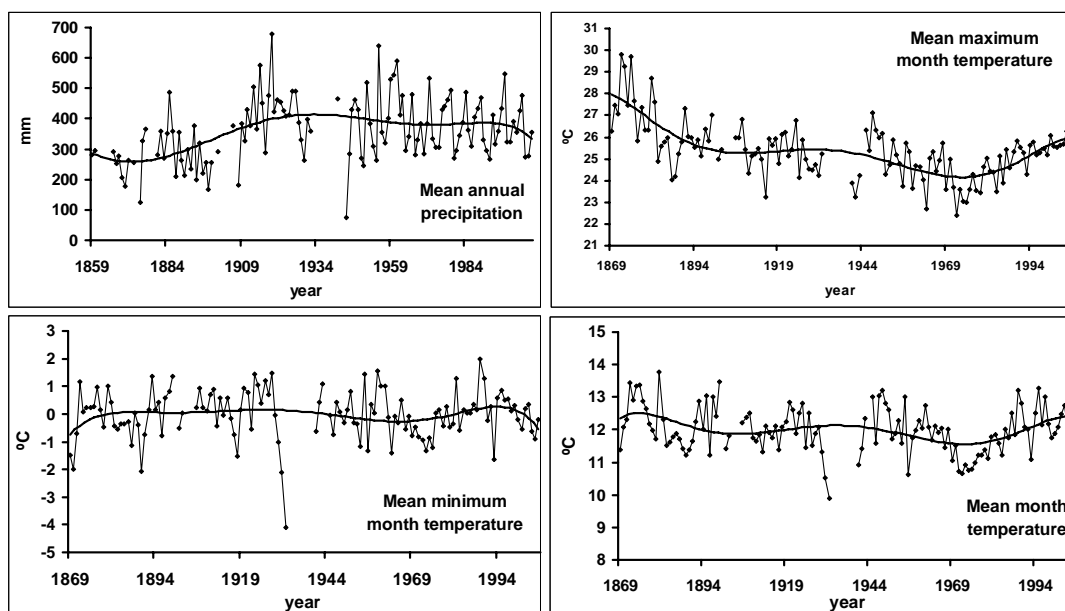 700
600
500
400
300
200
100
0
mm
Mean annual
precipitation
1859 1884 1909 1934 1959 1984
year
31
30
29
28
27
26
25
24
23
22
21
ºC
Mean maximum
month temperature
1869 1894 1919 1944 1969 1994
year
3
2
1
0
-1
-2
-3
-4
-5
ºC
Mean minimum
month temperature
1869 1894 1919 1944 1969 1994
year
15
14
13
12
11
10
9
8
ºC
Mean month
temperature
1869 1894 1919 1944 1969 1994
year